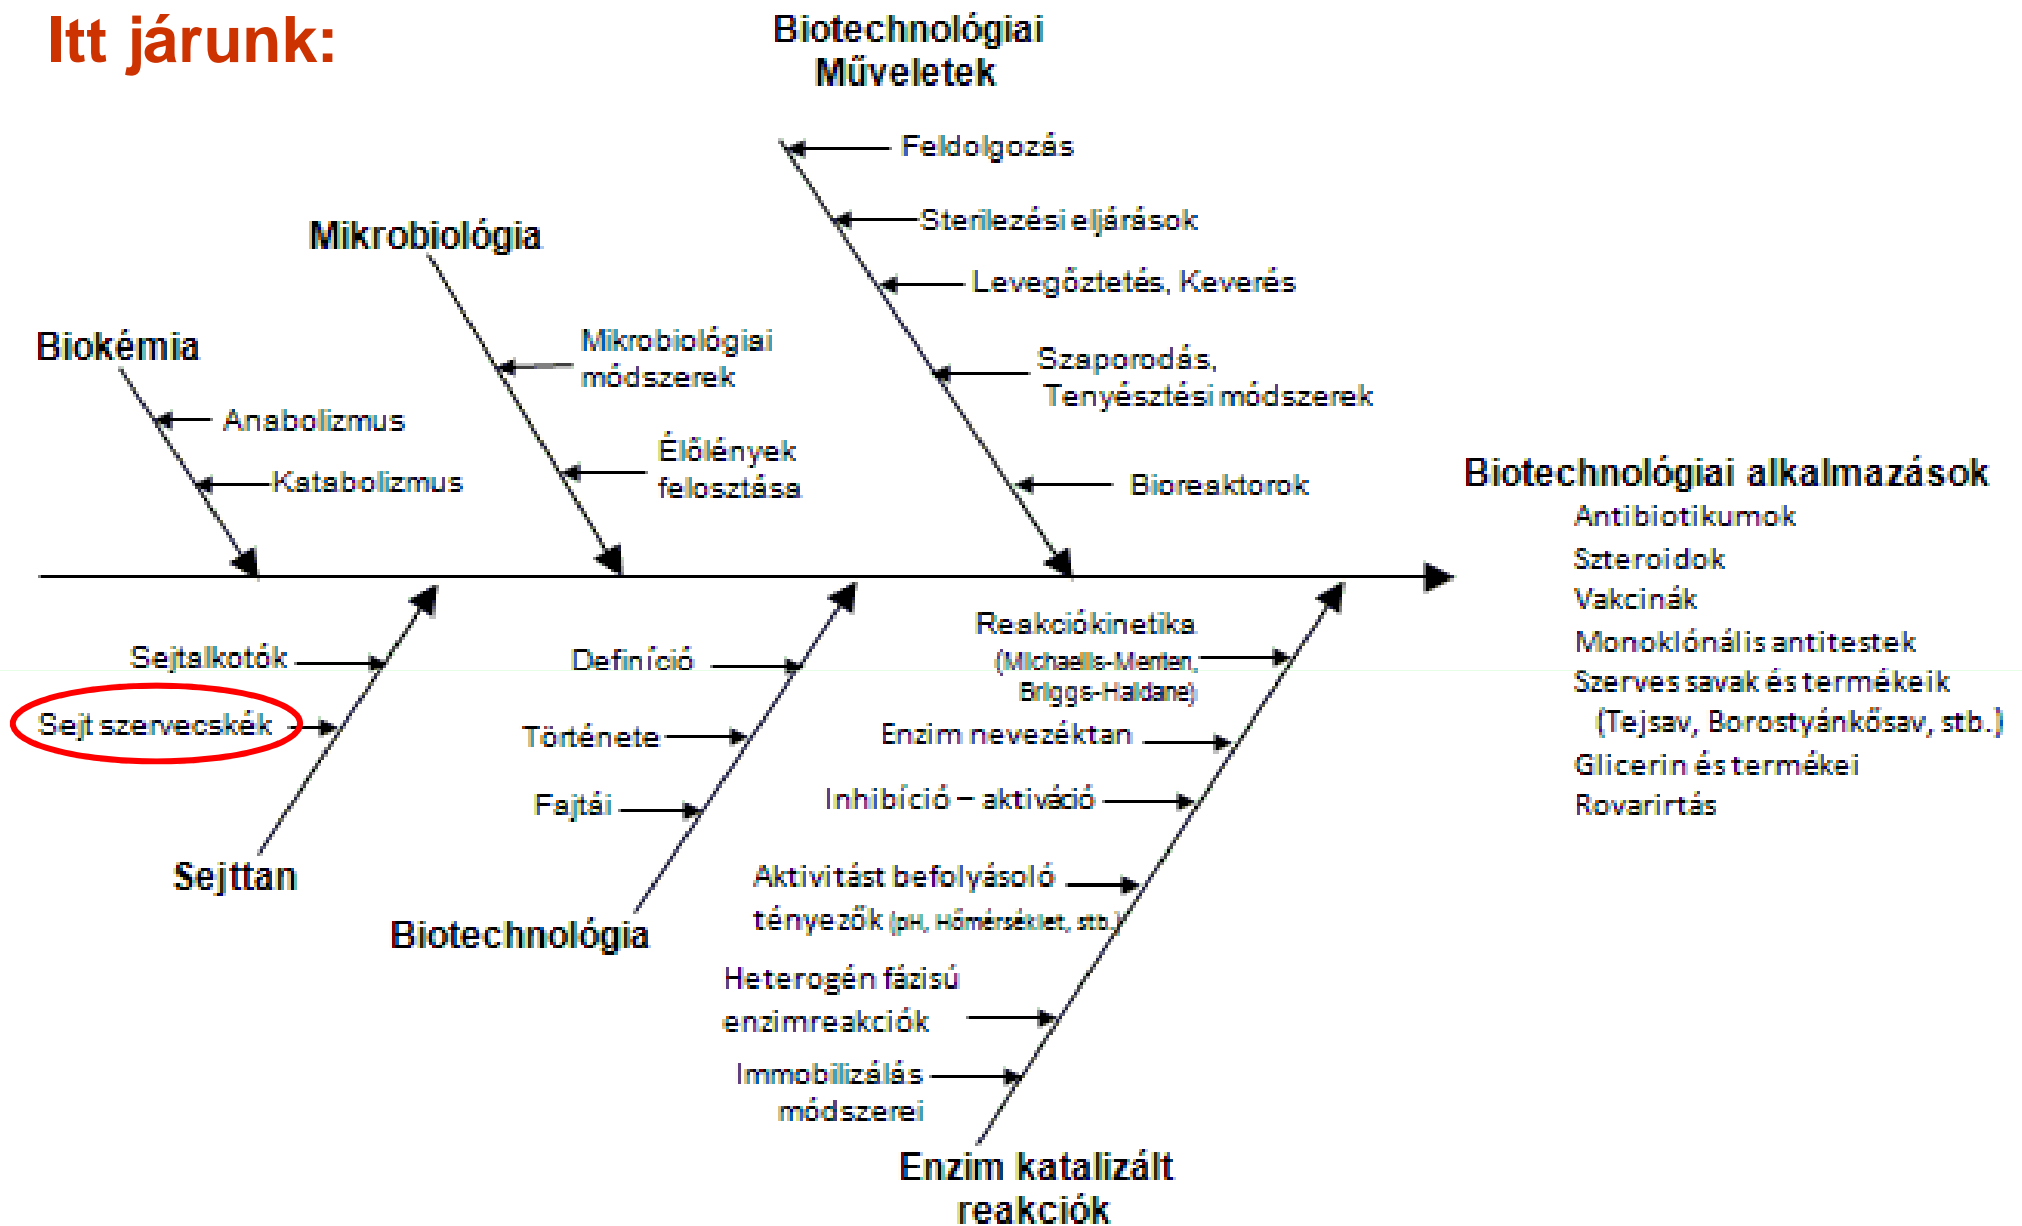 Itt járunk:
Biotechnológiai
Műveletek
Feldolgozás
Sterilezési eljárások
Levegőztetés, Keverés
Szaporodás,
Tenyésztési módszerek
Bioreaktorok
Mikrobiológia
Mikrobiológiai
módszerek
Élőlények
felosztása
Biokémia
Anabolizmus
Katabolizmus
Biotechnológiai alkalmazások
Antibiotikumok
Szteroidok
Vakcinák
Monoklónális antitestek
Szerves savak és termékeik
(Tejsav, Borostyánkősav, stb.)
Glicerin és termékei
Rovarirtás
Sejtalkotók
Sejt szervecskék
Sejttan
Definíció
Története
Fajtái
Biotechnológia
Reakciókinetika
(Michaelis-Menten,
Briggs-Haldane)
Enzim nevezéktan
Inhibíció – aktiváció
Aktivitást befolyásoló
tényezők (pH, Hőmérséklet, stb.)
Heterogén fázisú
enzimreakciók
Immobilizálás
módszerei
Enzim katalizált
reakciók